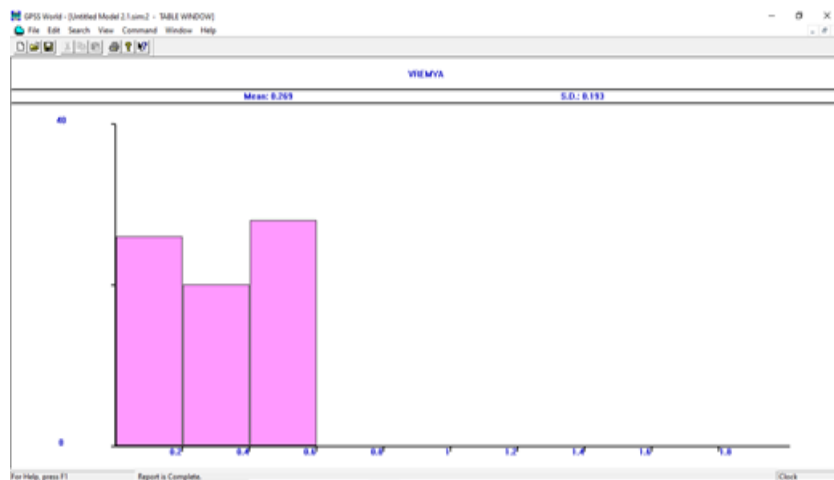 GPSS World - [Untitled Model 2.1.sim:2 - TABLE WINDOW]
File Edit Search View Command Window Help
VREMYA
Mean: 0.269 S.D.: 0.193
40
0
0.2 0.4 0.6 0.8 1 1.2 1.4 1.6 1.8
For Help, press F1 Report is Complete. Clock